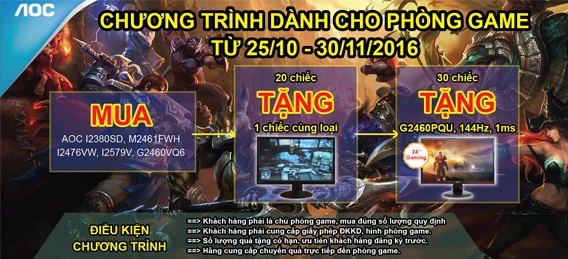 AOC
CHƯƠNG TRÌNH DÀNH CHO PHÒNG GAME
TỪ 25/10 - 30/11/2016
MUA
AOC I2380SD, M2461FWH
I2476VW, I2579V, G2460VQ6
20 chiếc
TẶNG
1 chiếc cùng loại
30 chiếc
TẶNG
G2460PQU, 144Hz, 1ms
24"
Gaming
ĐIỀU KIỆN
CHƯƠNG TRÌNH
==> Khách hàng phải là chủ phòng game, mua đúng số lượng quy định
==> Khách hàng phải cung cấp giấy phép ĐKKD, hình phòng game.
==> Số lượng quà tặng có hạn, ưu tiên khách hàng đăng ký trước.
==> Hãng cung cấp chuyển quà trực tiếp đến phòng game.